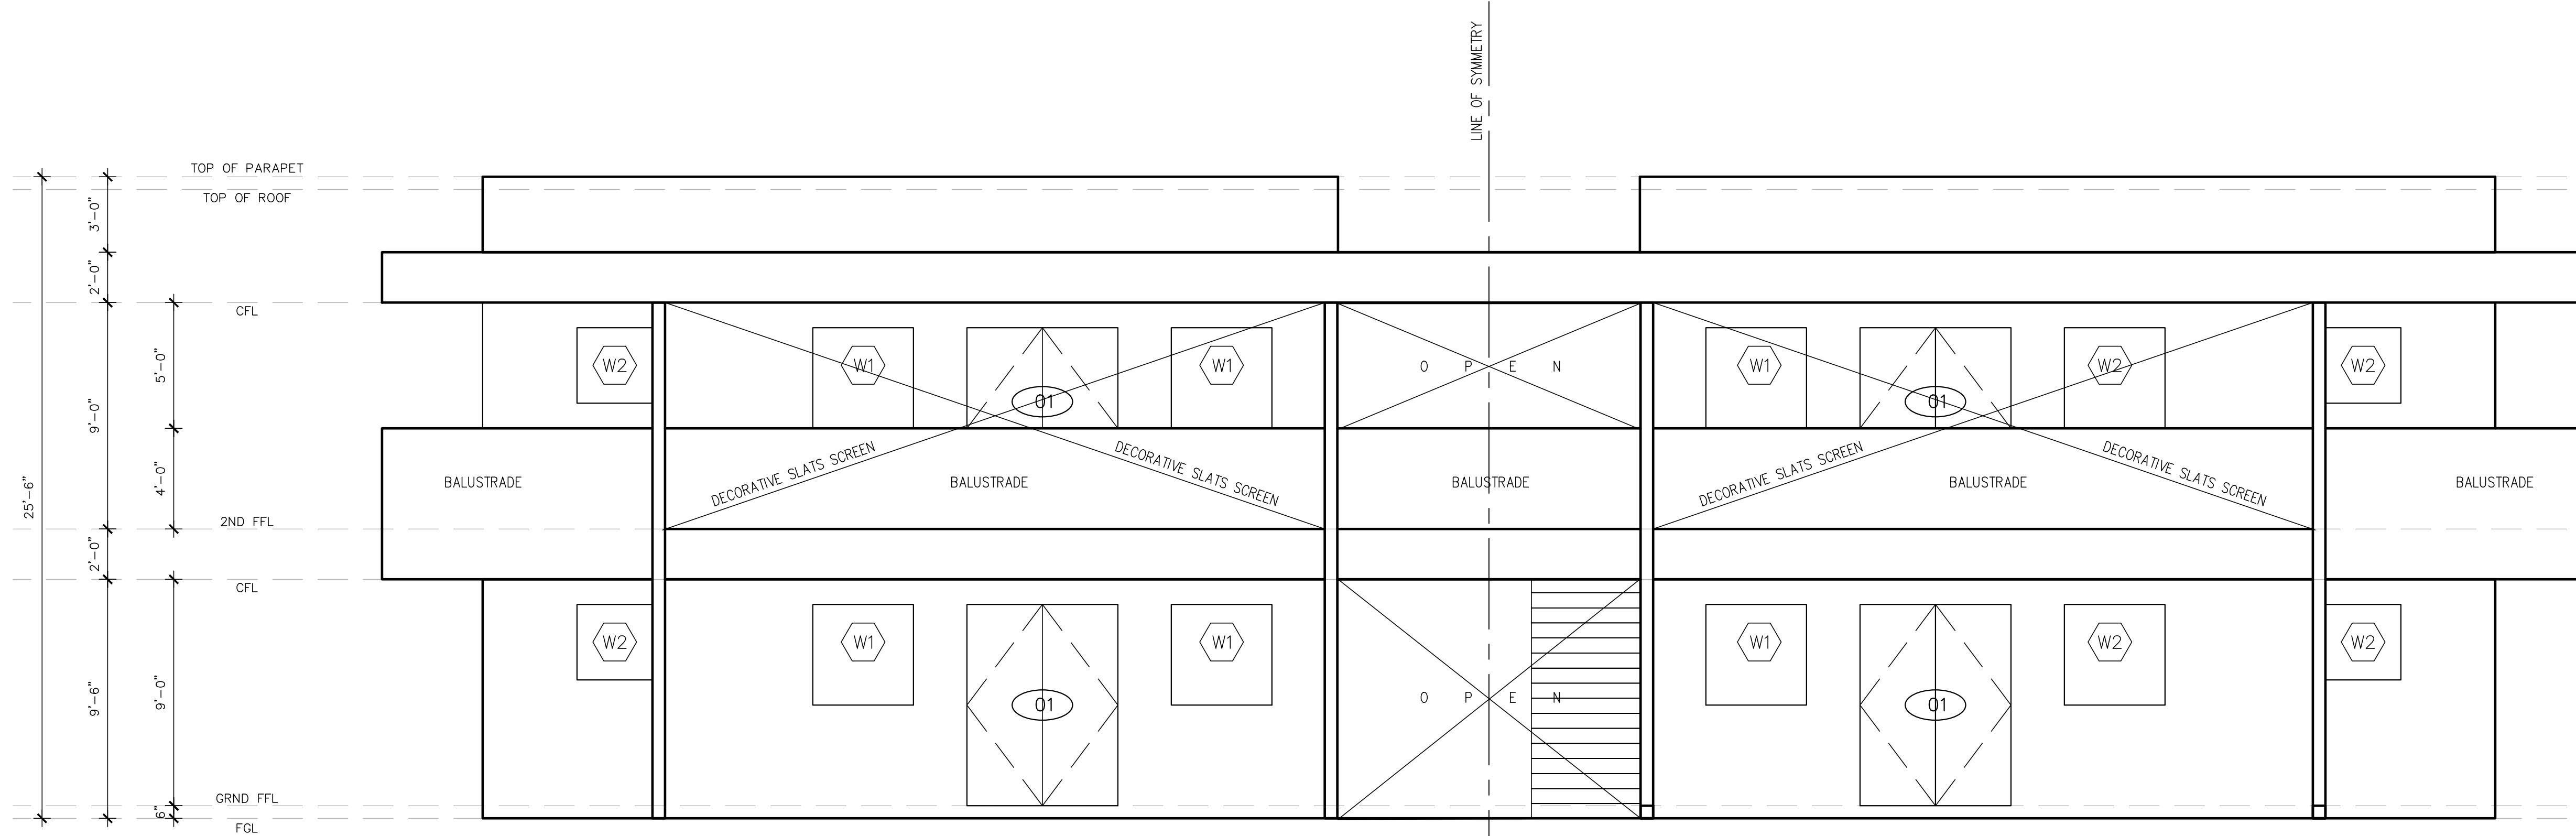 LINE OF SYMMETRY
TOP OF PARAPET
TOP OF ROOF
3'-0"
2'-0"
CFL
5'-0"
W2
W1
W1
O P E N
W1
W2
W2
01
01
9'-0"
DECORATIVE SLATS SCREEN
DECORATIVE SLATS SCREEN
DECORATIVE SLATS SCREEN
DECORATIVE SLATS SCREEN
4'-0"
BALUSTRADE
BALUSTRADE
BALUSTRADE
BALUSTRADE
BALUSTRADE
25'-6"
2ND FFL
2'-0"
CFL
W2
W1
W1
W1
W2
W2
9'-6"
9'-0"
01
O P E N
01
GRND FFL
6"
FGL